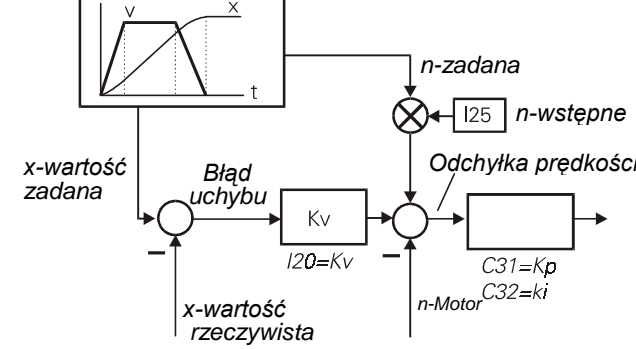 v
x
t
n-zadana
I25
n-wstępne
x-wartość
zadana
Błąd
uchybu
Odchyłka prędkości
Kv
I20=Kv
C31=Kp
C32=ki
n-Motor
x-wartość
rzeczywista